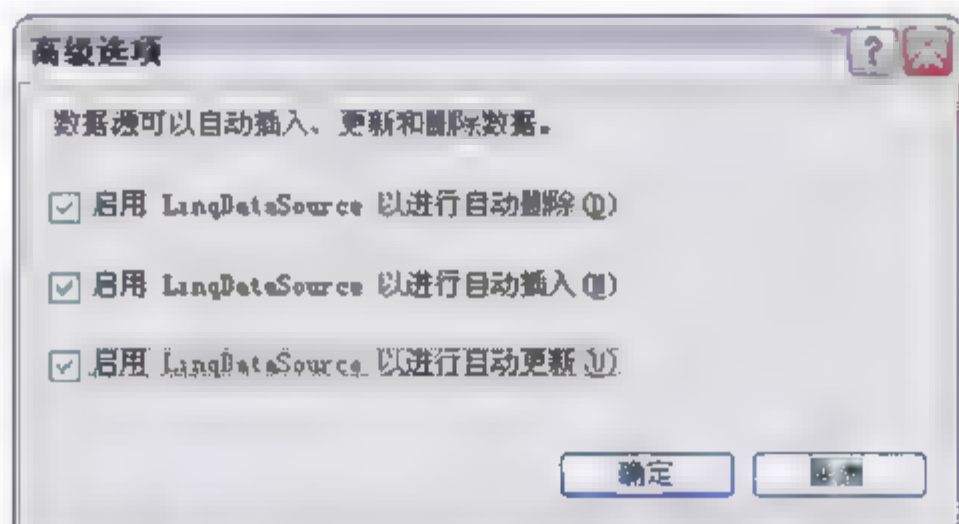 高级选项
数据源可以自动插入、更新和删除数据。
启用 LinqDataSource 以进行自动删除(D)
启用 LinqDataSource 以进行自动插入(N)
启用 LinqDataSource 以进行自动更新(U)
确定